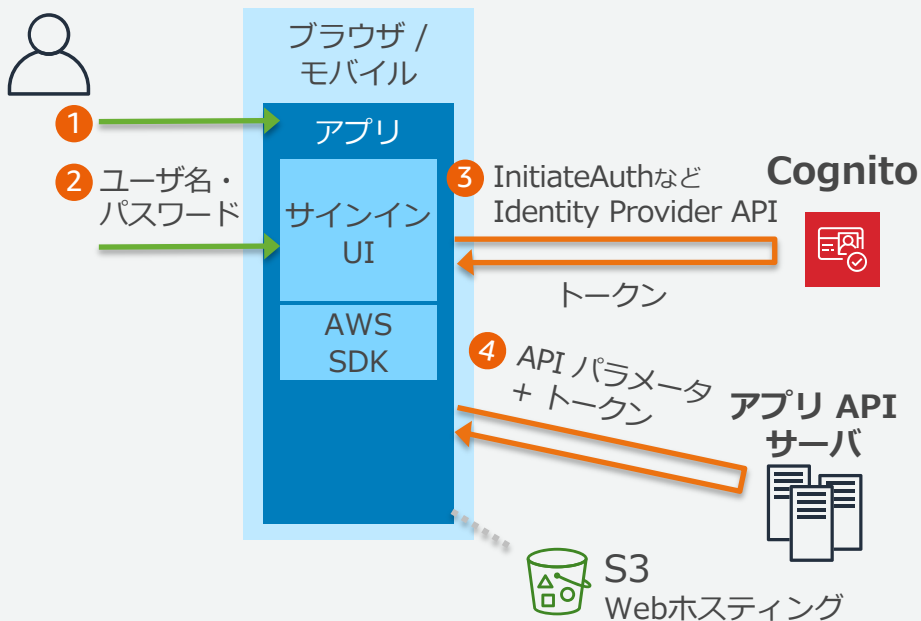 ブラウザ /
モバイル
アプリ
1
2 ユーザ名・
パスワード
サインイン
UI
AWS
SDK
3 InitiateAuthなど
Identity Provider API
Cognito
トークン
4 API パラメータ
+ トークン
アプリ API
サーバ
S3
Webホスティング